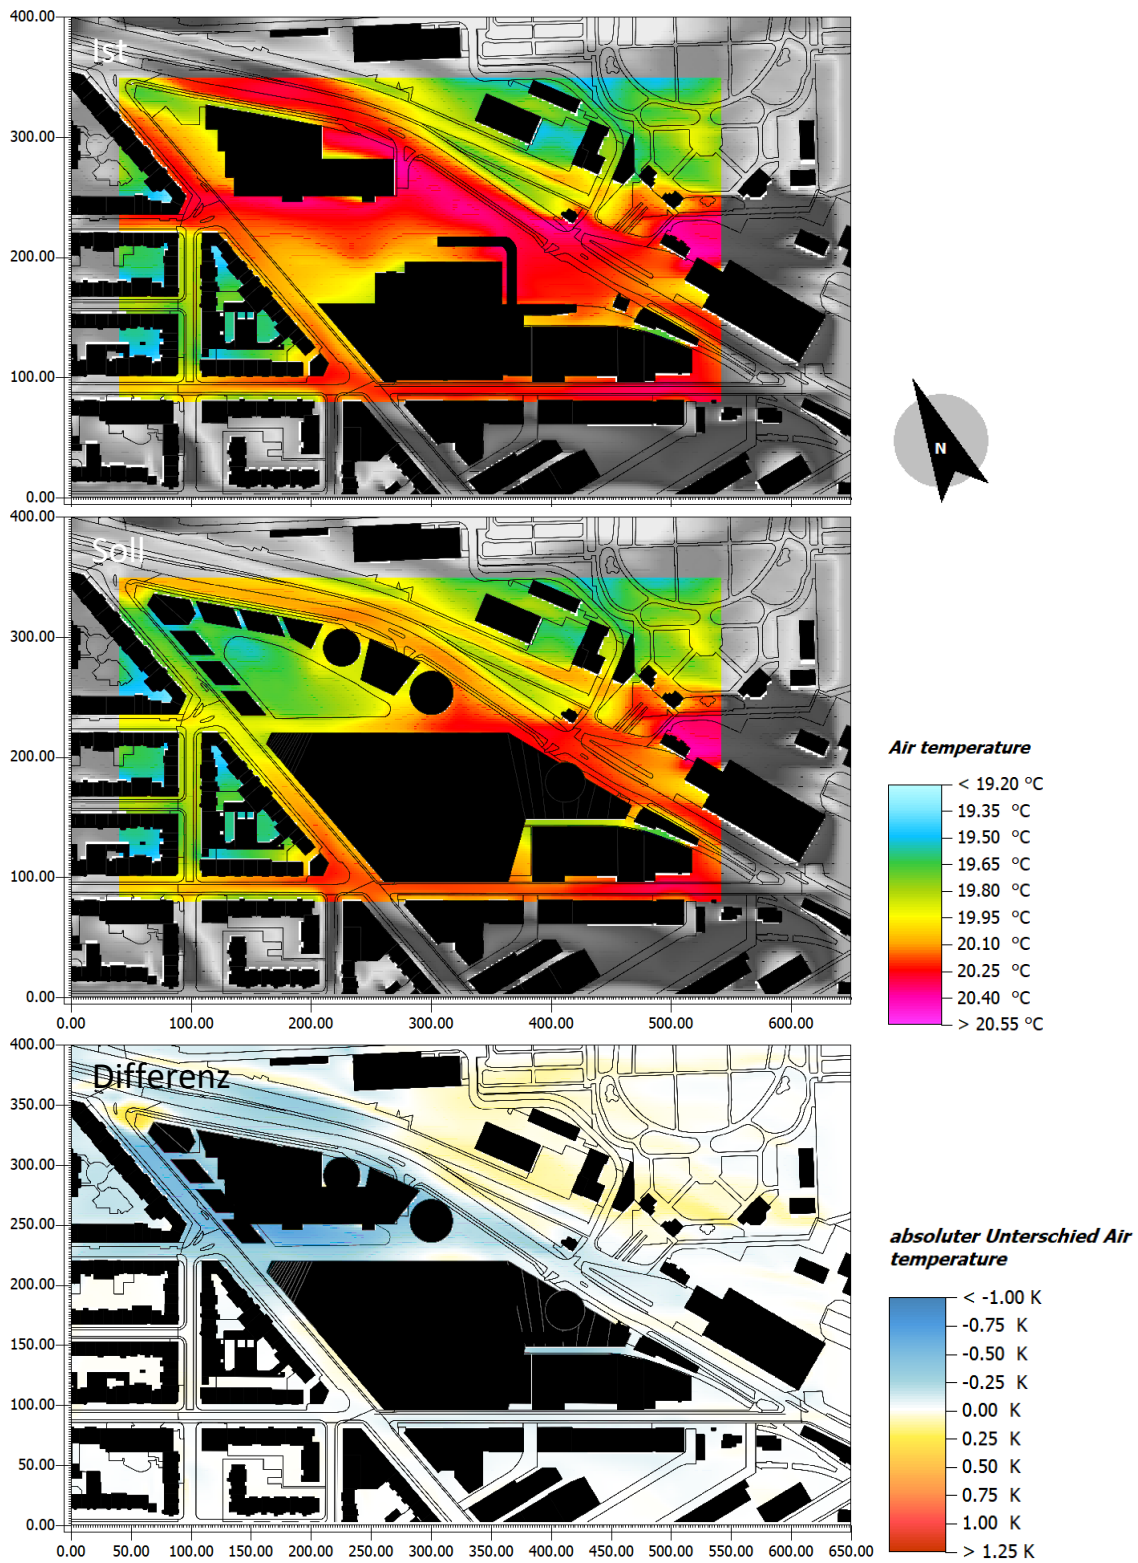 400.00
Ist
300.00
200.00
100.00
0.00
N
400.00
Soll
300.00
200.00
100.00
0.00
0.00 100.00 200.00 300.00 400.00 500.00 600.00
Air temperature
< 19.20 °C
19.35 °C
19.50 °C
19.65 °C
19.80 °C
19.95 °C
20.10 °C
20.25 °C
20.40 °C
> 20.55 °C
400.00
Differenz
350.00
300.00
250.00
200.00
150.00
100.00
50.00
0.00
0.00 50.00 100.00 150.00 200.00 250.00 300.00 350.00 400.00 450.00 500.00 550.00 600.00 650.00
absoluter Unterschied Air
temperature
< -1.00 K
-0.75 K
-0.50 K
-0.25 K
0.00 K
0.25 K
0.50 K
0.75 K
1.00 K
> 1.25 K